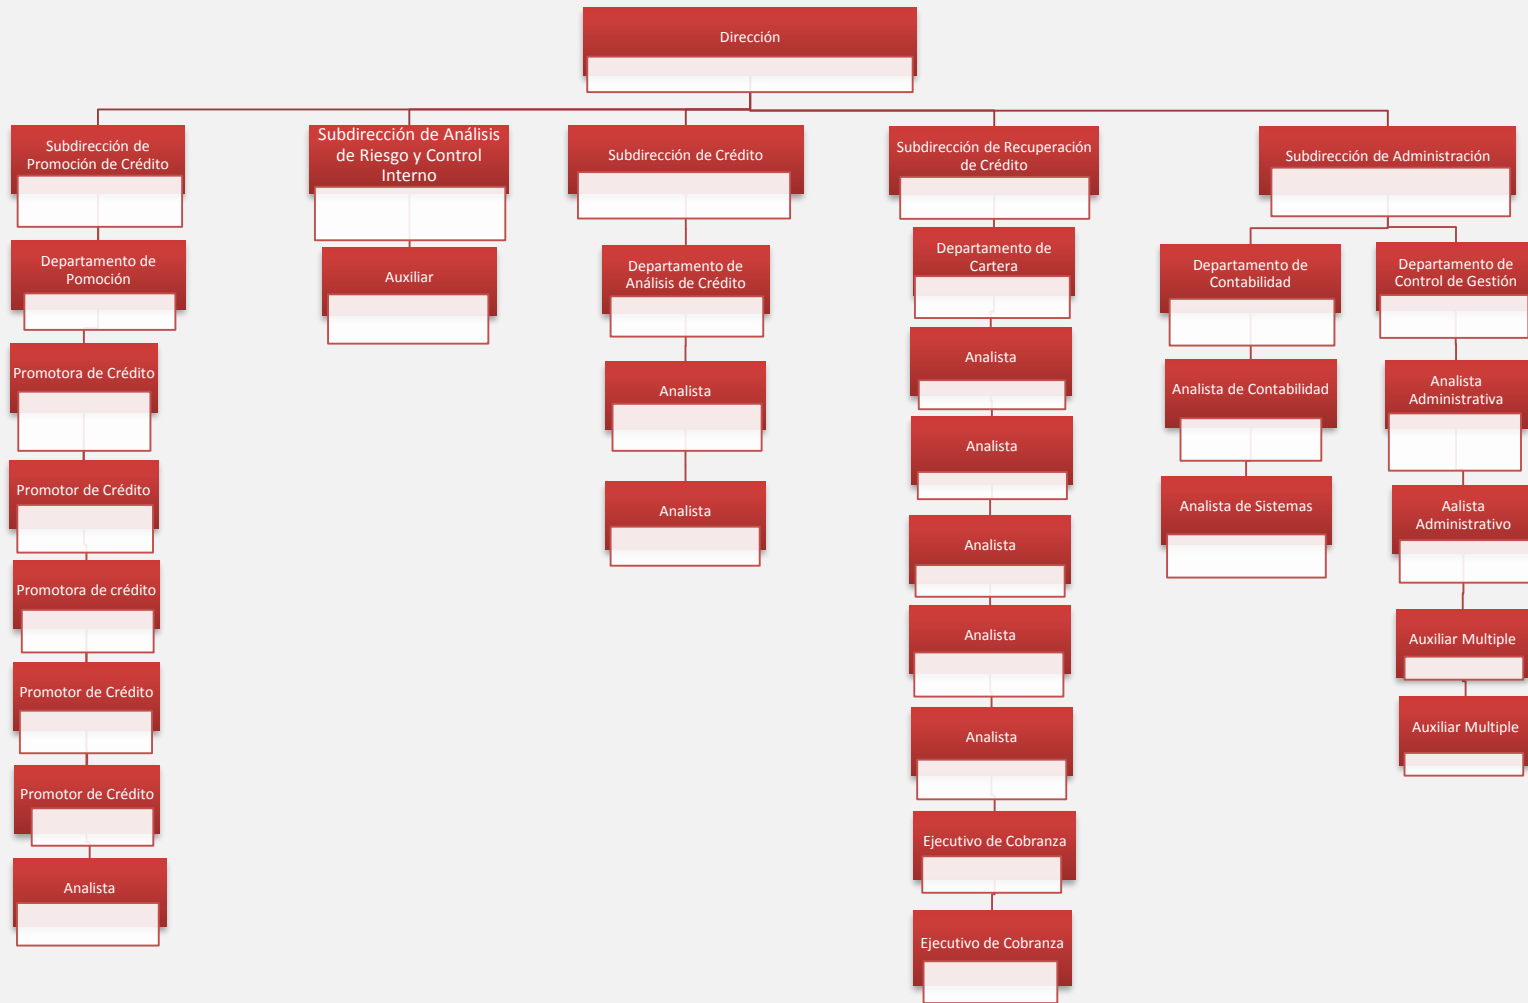 Dirección
Subdirección de
Promoción de Crédito
Subdirección de Análisis
de Riesgo y Control
Interno
Subdirección de Crédito
Subdirección de Recuperación
de Crédito
Subdirección de Administración
Departamento de
Pomoción
Auxiliar
Departamento de
Análisis de Crédito
Departamento de
Cartera
Departamento de
Contabilidad
Departamento de
Control de Gestión
Promotora de Crédito
Promotor de Crédito
Promotora de crédito
Promotor de Crédito
Promotor de Crédito
Analista
Analista
Analista
Analista
Analista
Analista
Analista
Analista
Ejecutivo de Cobranza
Ejecutivo de Cobranza
Analista de Contabilidad
Analista de Sistemas
Analista
Administrativa
Aalista
Administrativo
Auxiliar Multiple
Auxiliar Multiple